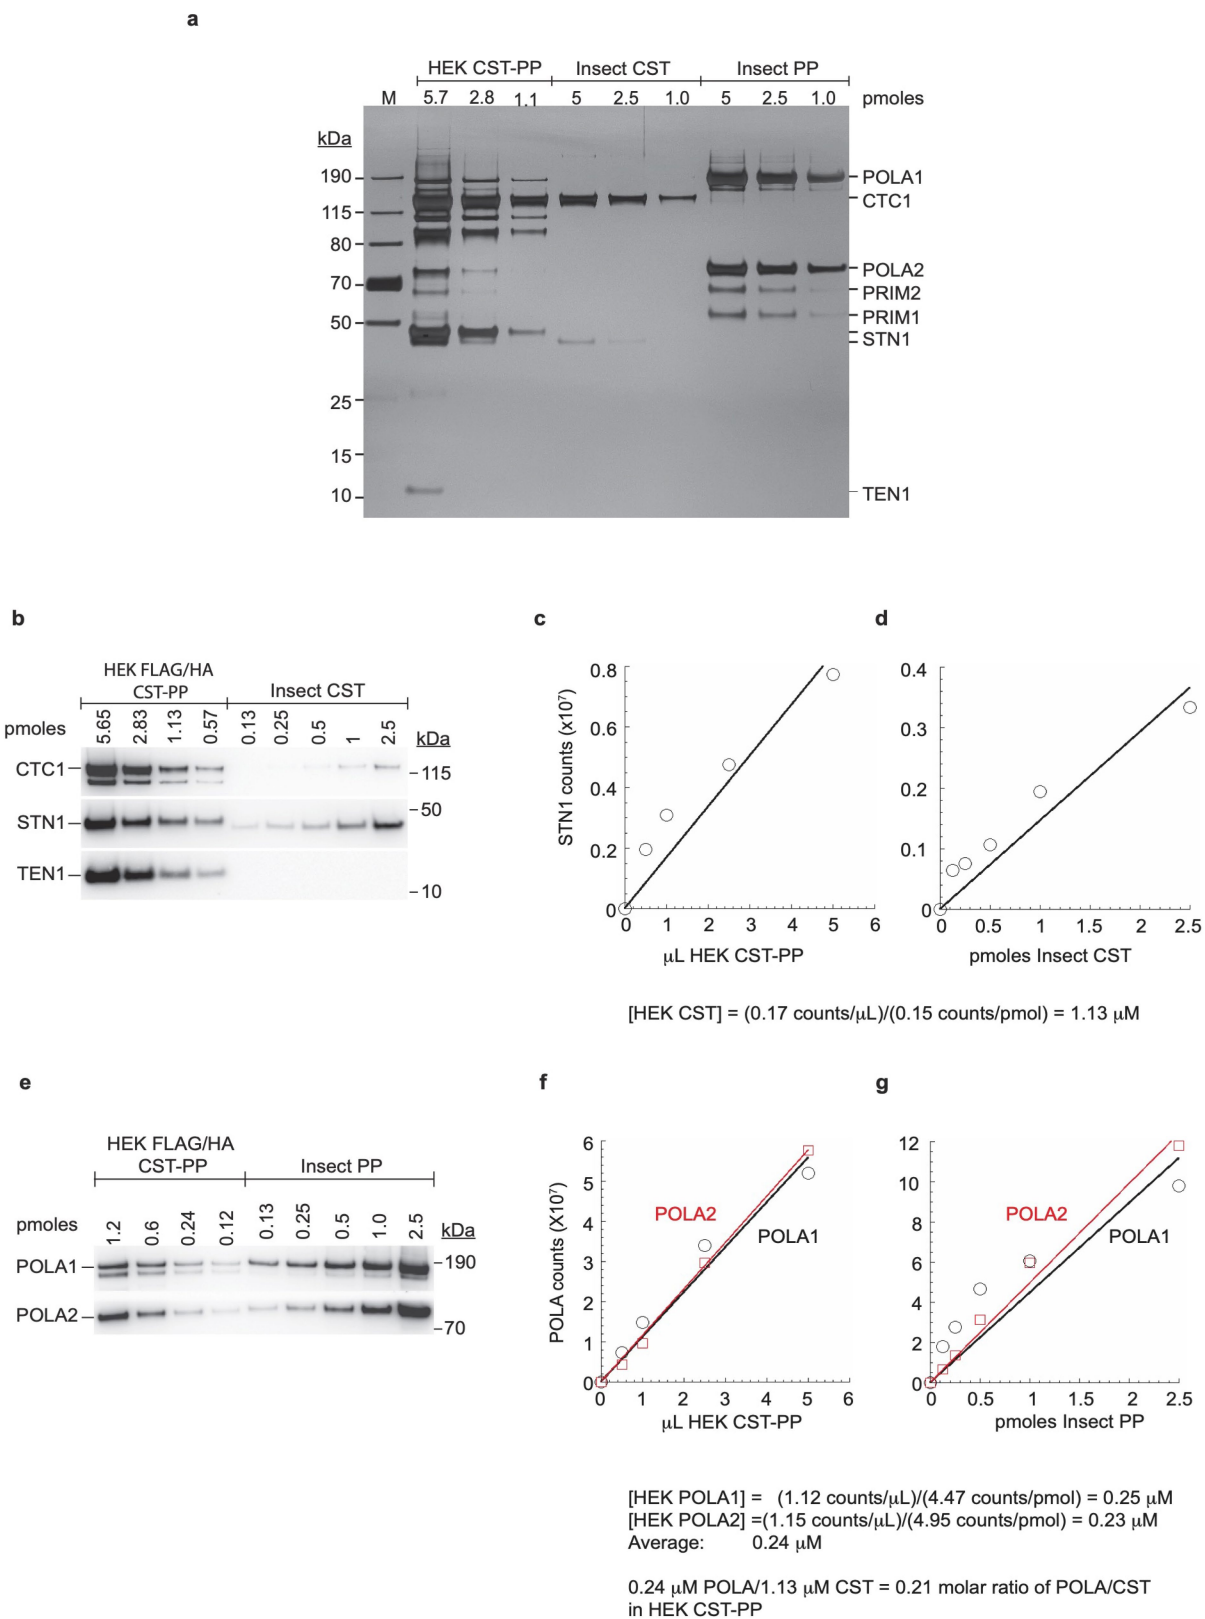 a
HEK CST-PP Insect CST Insect PP
M 5.7 2.8 1.1 5 2.5 1.0 5 2.5 1.0 pmoles
kDa
190
115
80
70
50
25
15
10
POLA1
CTC1
POLA2
PRIM2
PRIM1
STN1
TEN1
b
HEK FLAG/HA
CST-PP Insect CST
pmoles 5.65 2.83 1.13 0.57 0.13 0.25 0.5 1 2.5 kDa
CTC1 115
STN1 50
TEN1 10
c
0.8
0.6
0.4
0.2
0
STN1 counts (x10⁷)
0 1 2 3 4 5 6
μL HEK CST-PP
d
0.4
0.3
0.2
0.1
0
0 0.5 1 1.5 2 2.5
pmoles Insect CST
[HEK CST] = (0.17 counts/μL)/(0.15 counts/pmol) = 1.13 μM
e
HEK FLAG/HA
CST-PP Insect PP
pmoles 1.2 0.6 0.24 0.12 0.13 0.25 0.5 1.0 2.5 kDa
POLA1 190
POLA2 70
f
6
5
4
3
2
1
0
POLA counts (X10⁷)
POLA2
POLA1
0 1 2 3 4 5 6
μL HEK CST-PP
g
12
10
8
6
4
2
0
POLA2
POLA1
0 0.5 1 1.5 2 2.5
pmoles Insect PP
[HEK POLA1] = (1.12 counts/μL)/(4.47 counts/pmol) = 0.25 μM
[HEK POLA2] =(1.15 counts/μL)/(4.95 counts/pmol) = 0.23 μM
Average: 0.24 μM
0.24 μM POLA/1.13 μM CST = 0.21 molar ratio of POLA/CST
in HEK CST-PP